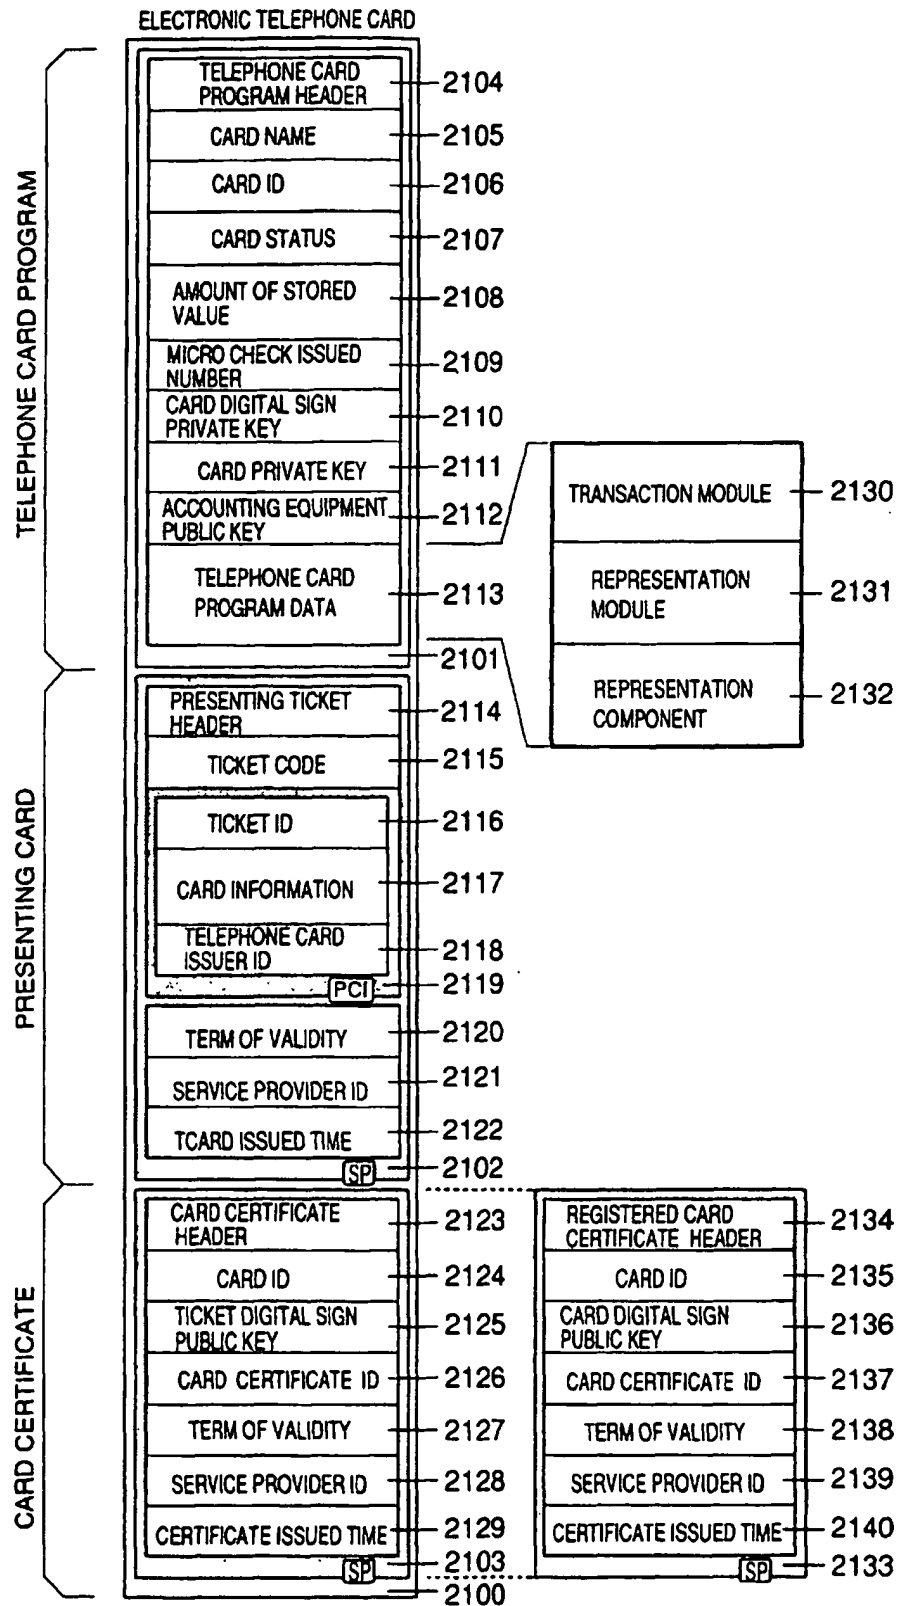 ELECTRONIC TELEPHONE CARD
TELEPHONE CARD PROGRAM
TELEPHONE CARD
PROGRAM HEADER
2104
CARD NAME
2105
CARD ID
2106
CARD STATUS
2107
AMOUNT OF STORED
VALUE
2108
MICRO CHECK ISSUED
NUMBER
2109
CARD DIGITAL SIGN
PRIVATE KEY
2110
CARD PRIVATE KEY
2111
ACCOUNTING EQUIPMENT
PUBLIC KEY
2112
TELEPHONE CARD
PROGRAM DATA
2113
2101
TRANSACTION MODULE
2130
REPRESENTATION
MODULE
2131
REPRESENTATION
COMPONENT
2132
PRESENTING CARD
PRESENTING TICKET
HEADER
2114
TICKET CODE
2115
TICKET ID
2116
CARD INFORMATION
2117
TELEPHONE CARD
ISSUER ID
2118
PCI
2119
TERM OF VALIDITY
2120
SERVICE PROVIDER ID
2121
TCARD ISSUED TIME
2122
SP
2102
CARD CERTIFICATE
CARD CERTIFICATE
HEADER
2123
CARD ID
2124
TICKET DIGITAL SIGN
PUBLIC KEY
2125
CARD CERTIFICATE ID
2126
TERM OF VALIDITY
2127
SERVICE PROVIDER ID
2128
CERTIFICATE ISSUED TIME
2129
SP
2103
2100
REGISTERED CARD
CERTIFICATE HEADER
2134
CARD ID
2135
CARD DIGITAL SIGN
PUBLIC KEY
2136
CARD CERTIFICATE ID
2137
TERM OF VALIDITY
2138
SERVICE PROVIDER ID
2139
CERTIFICATE ISSUED TIME
2140
SP
2133